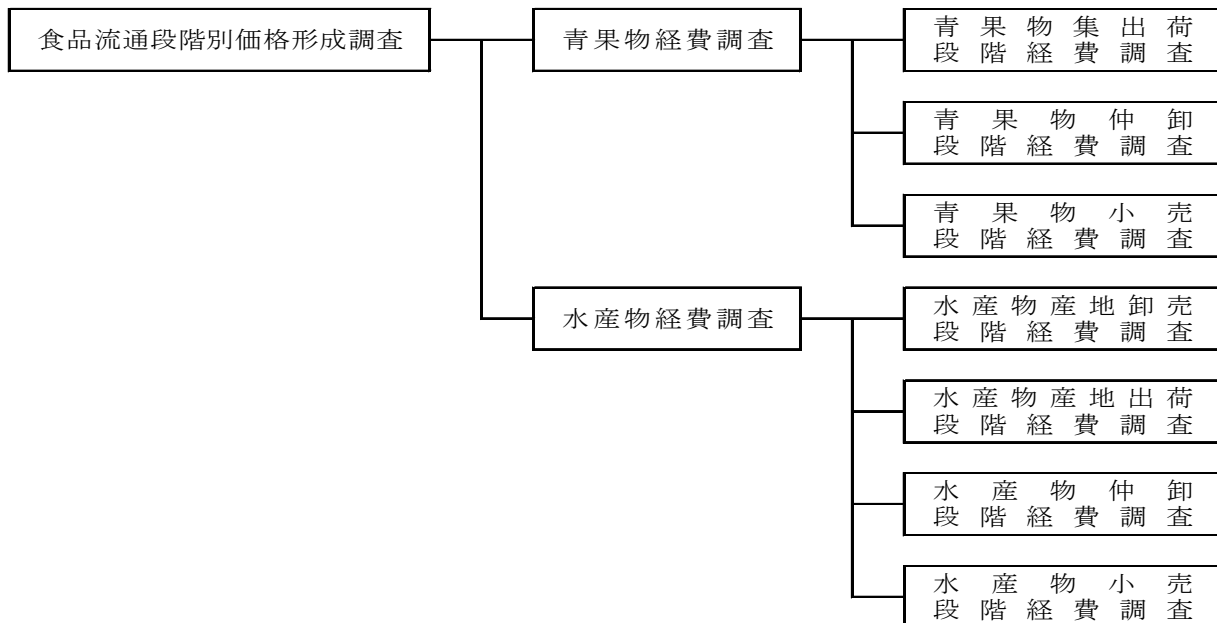 食品流通段階別価格形成調査
青果物経費調査
青果物集出荷
段階経費調査
青果物仲卸
段階経費調査
青果物小売
段階経費調査
水産物経費調査
水産物産地卸売
段階経費調査
水産物産地出荷
段階経費調査
水産物仲卸
段階経費調査
水産物小売
段階経費調査